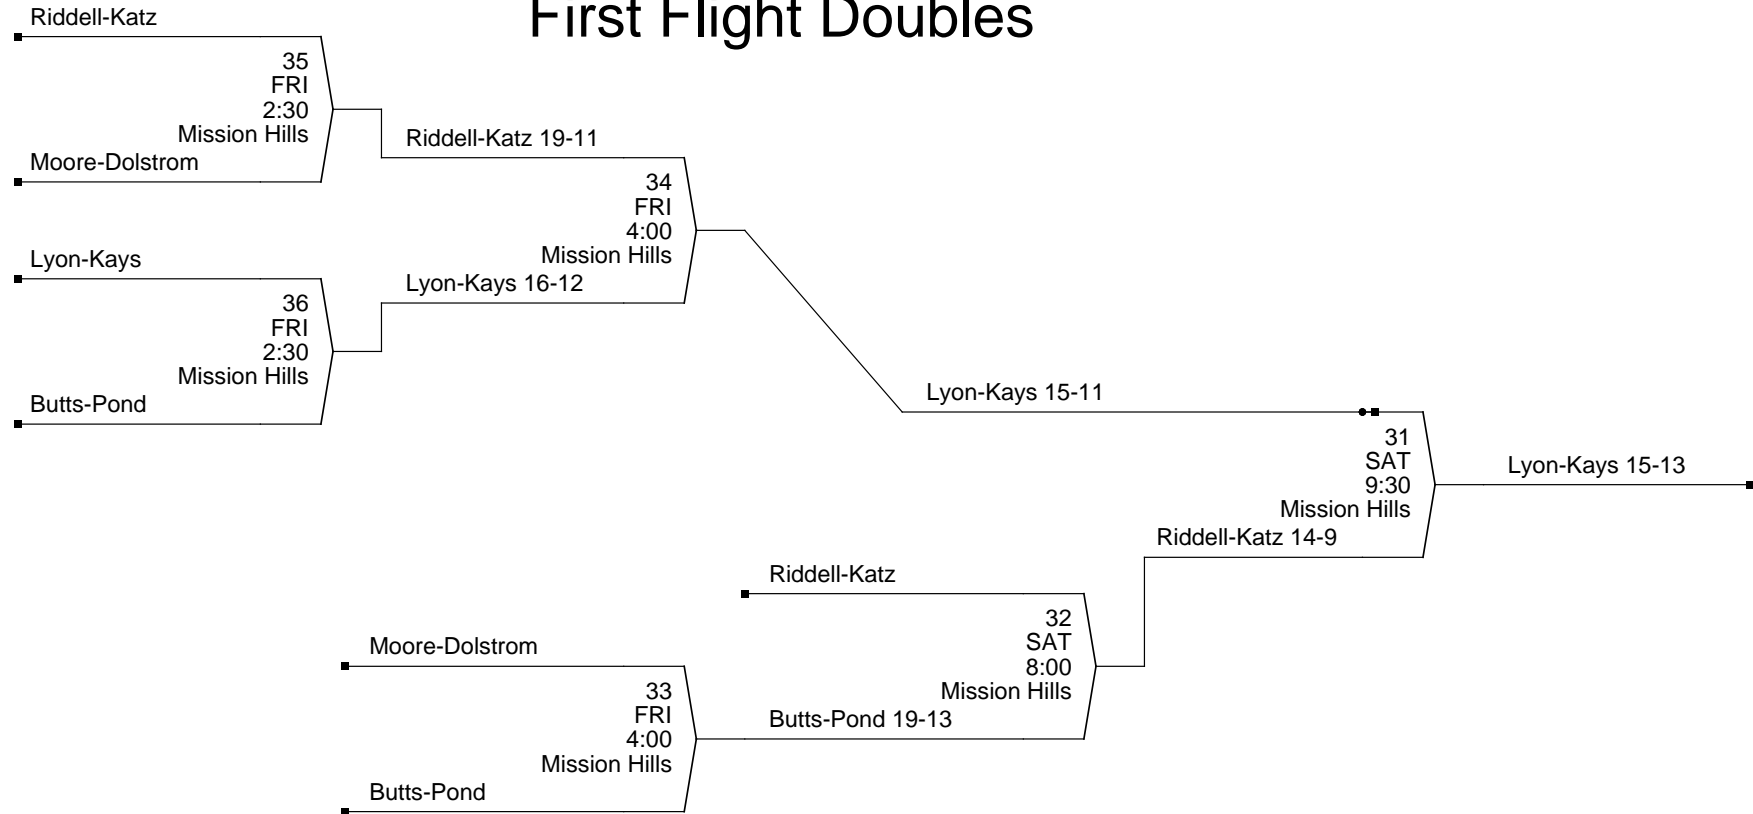 First Flight Doubles
Riddell-Katz
35
FRI
2:30
Mission Hills
Moore-Dolstrom
Riddell-Katz 19-11
34
FRI
4:00
Mission Hills
Lyon-Kays
36
FRI
2:30
Mission Hills
Butts-Pond
Lyon-Kays 16-12
Lyon-Kays 15-11
31
SAT
9:30
Mission Hills
Lyon-Kays 15-13
Riddell-Katz 14-9
Riddell-Katz
32
SAT
8:00
Mission Hills
Moore-Dolstrom
33
FRI
4:00
Mission Hills
Butts-Pond 19-13
Butts-Pond